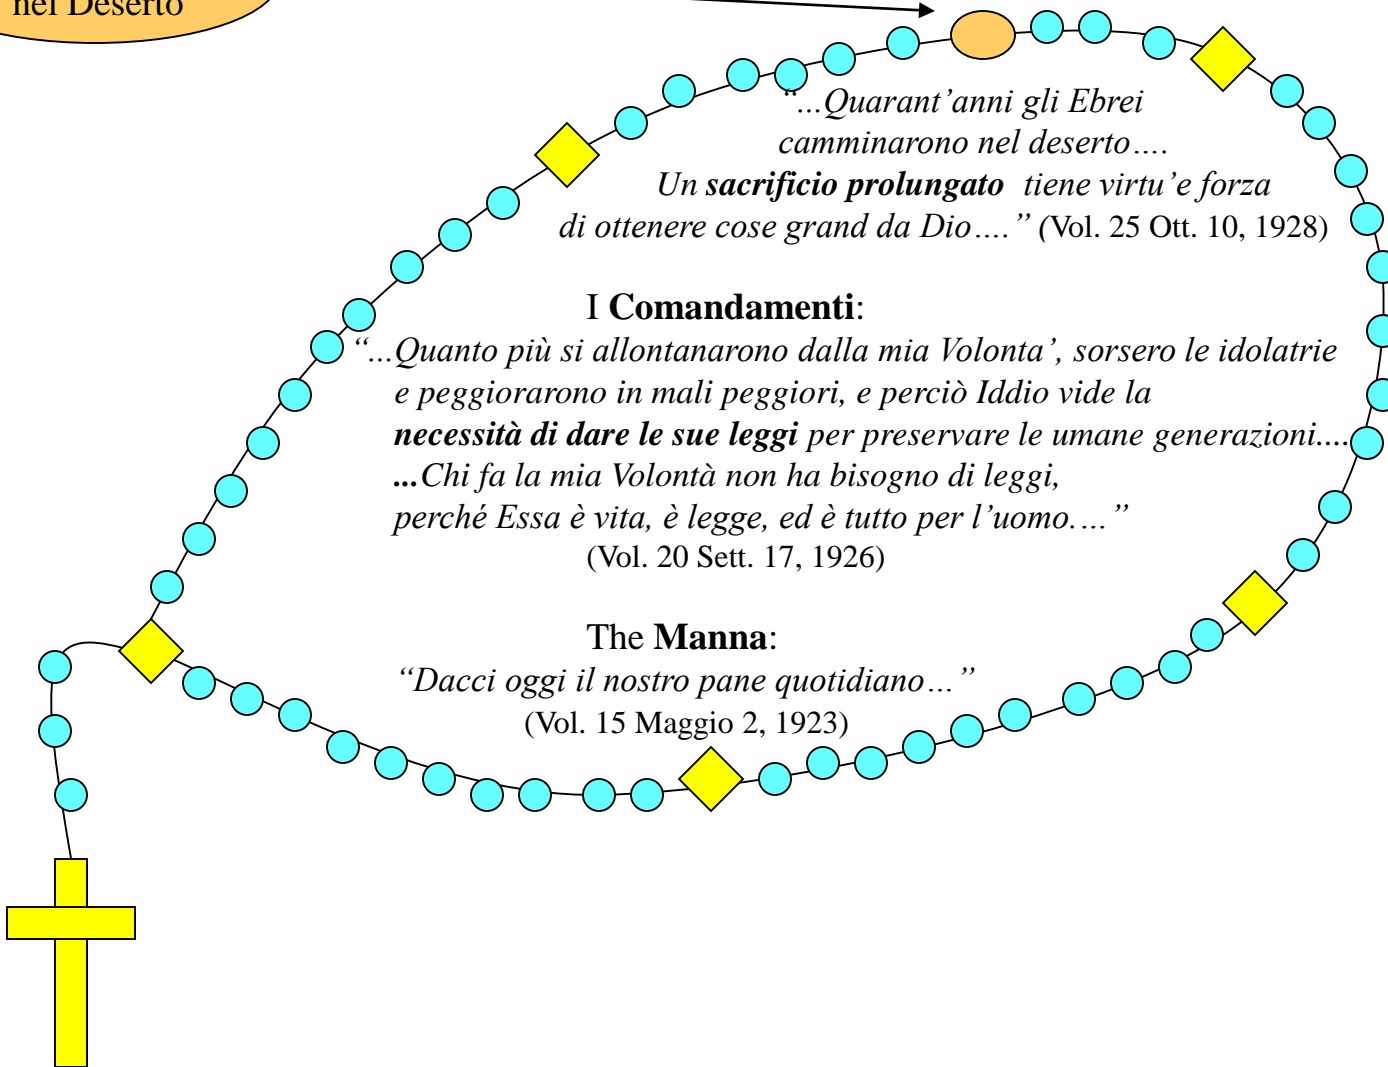 nel Deserto
“...Quarant’anni gli Ebrei
camminarono nel deserto….
Un sacrificio prolungato tiene virtu’e forza
di ottenere cose grand da Dio….” (Vol. 25 Ott. 10, 1928)
I Comandamenti:
“...Quanto più si allontanarono dalla mia Volonta’, sorsero le idolatrie
e peggiorarono in mali peggiori, e perciò Iddio vide la
necessità di dare le sue leggi per preservare le umane generazioni....
...Chi fa la mia Volontà non ha bisogno di leggi,
perché Essa è vita, è legge, ed è tutto per l’uomo.…”
(Vol. 20 Sett. 17, 1926)
The Manna:
“Dacci oggi il nostro pane quotidiano…”
(Vol. 15 Maggio 2, 1923)